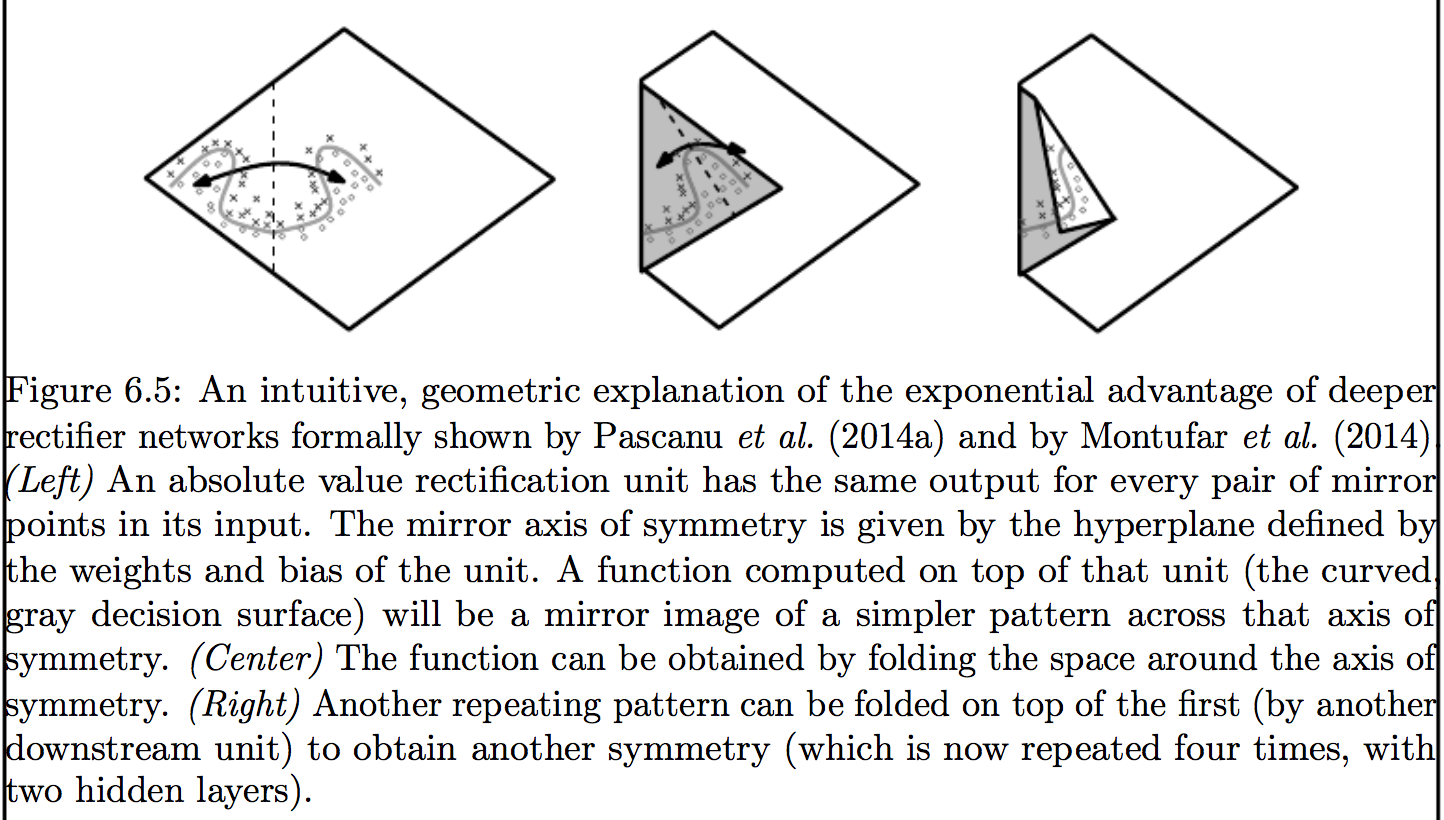 Figure 6.5: An intuitive, geometric explanation of the exponential advantage of deeper
rectifier networks formally shown by Pascanu et al. (2014a) and by Montufar et al. (2014).
(Left) An absolute value rectification unit has the same output for every pair of mirror
points in its input. The mirror axis of symmetry is given by the hyperplane defined by
the weights and bias of the unit. A function computed on top of that unit (the curved,
gray decision surface) will be a mirror image of a simpler pattern across that axis of
symmetry. (Center) The function can be obtained by folding the space around the axis of
symmetry. (Right) Another repeating pattern can be folded on top of the first (by another
downstream unit) to obtain another symmetry (which is now repeated four times, with
two hidden layers).